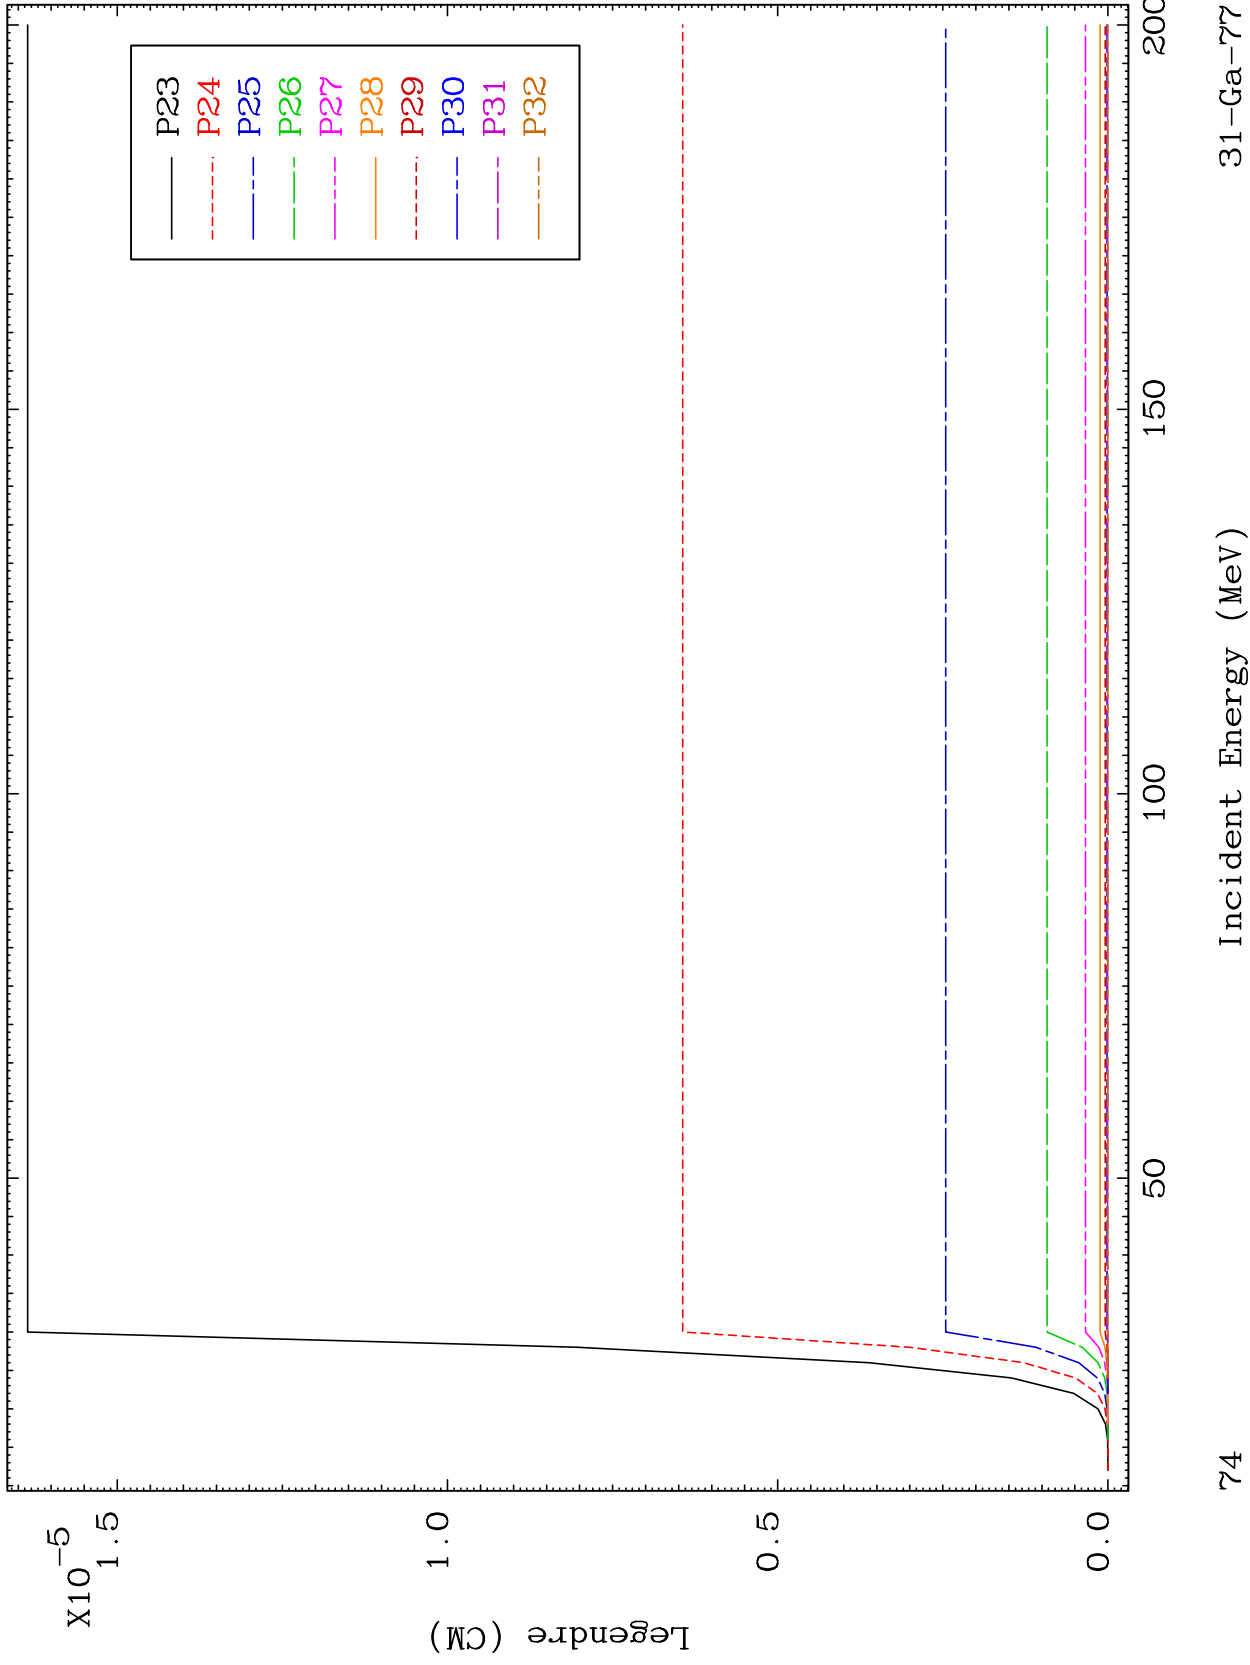 X10-5
1.5
1.0
0.5
0.0
Legendre (CM)
P23
P24
P25
P26
P27
P28
P29
P30
P31
P32
50
100
150
200
Incident Energy (MeV)
74
31-Ga-77